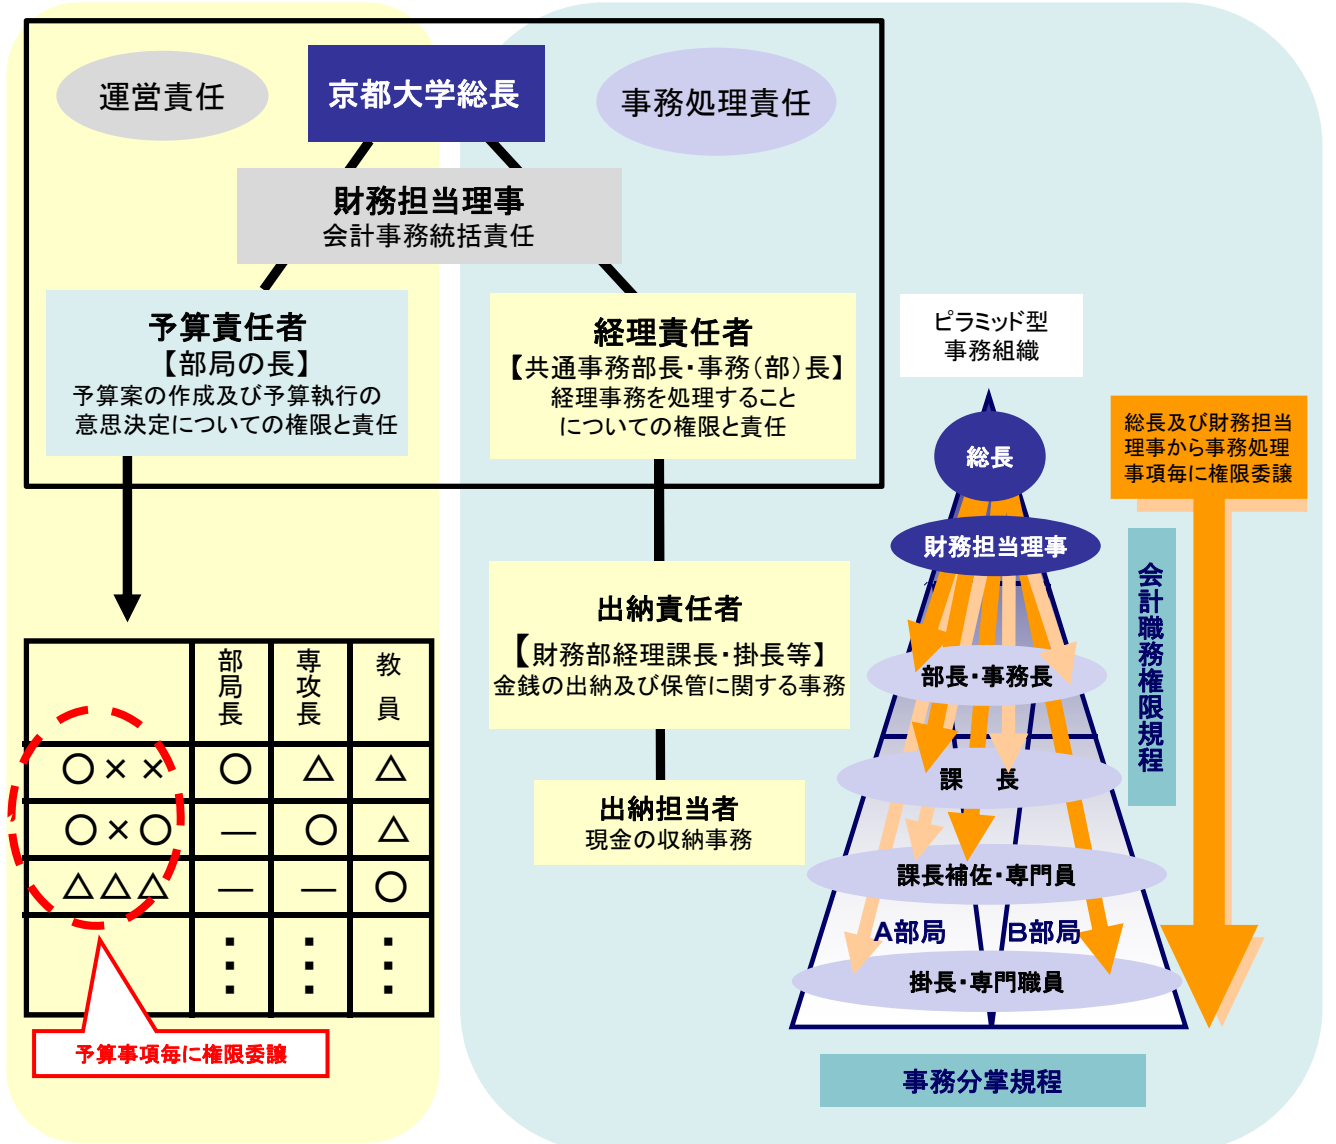 運営責任
京都大学総長
事務処理責任
財務担当理事
会計事務統括責任
予算責任者
【部局の長】
予算案の作成及び予算執行の
意思決定についての権限と責任
経理責任者
【共通事務部長・事務(部)長】
経理事務を処理すること
についての権限と責任
出納責任者
【財務部経理課長・掛長等】
金銭の出納及び保管に関する事務
出納担当者
現金の収納事務
部局長 専攻長 教員
○×× ○ △ △
○×○ ― ○ △
△△△ ― ― ○
予算事項毎に権限委譲
ピラミッド型
事務組織
総長
財務担当理事
部長・事務長
課 長
課長補佐・専門員
A部局 B部局
掛長・専門職員
総長及び財務担当
理事から事務処理
事項毎に権限委譲
会計職務権限規程
事務分掌規程